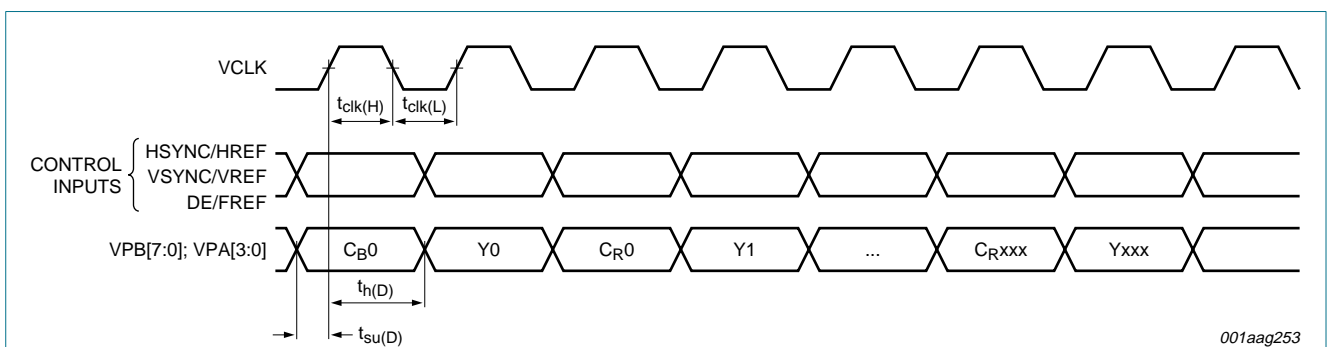 VCLK
tclk(H) tclk(L)
CONTROL INPUTS
HSYNC/HREF
VSYNC/VREF
DE/FREF
VPB[7:0]; VPA[3:0] CB0 Y0 CR0 Y1 ... CRxxx Yxxx
th(D)
tsu(D)
001aag253